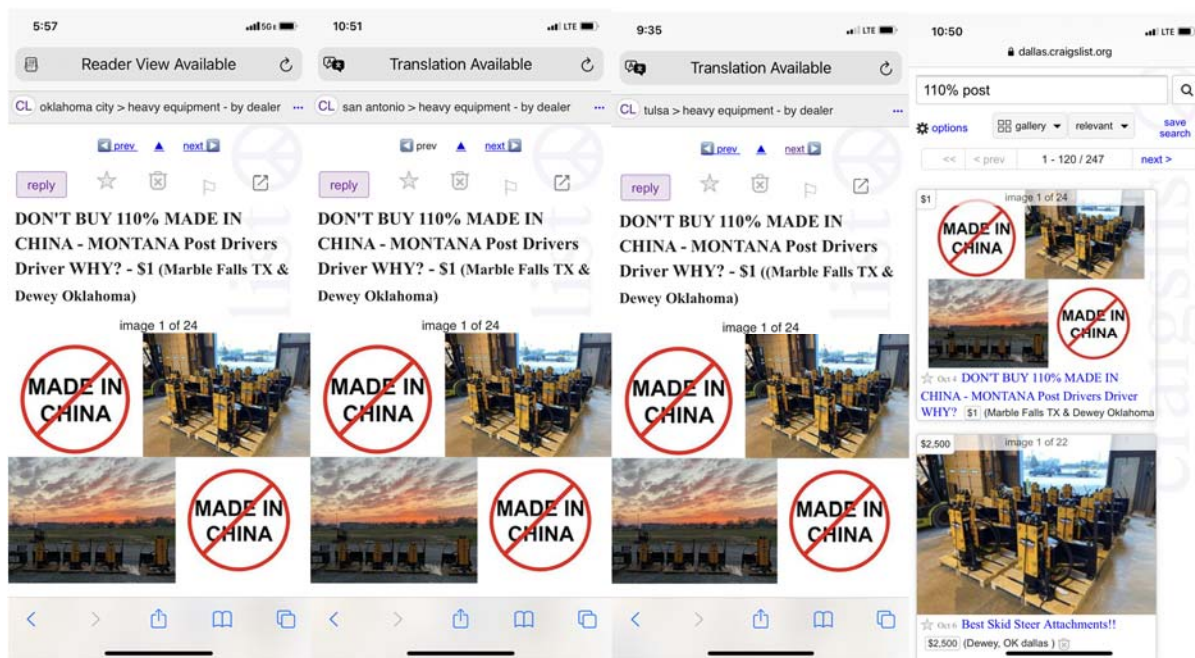 5:57
5G E
Reader View Available
CL oklahoma city > heavy equipment - by dealer ...
prev
next
reply
DON'T BUY 110% MADE IN
CHINA - MONTANA Post Drivers
Driver WHY? - $1 (Marble Falls TX &
Dewey Oklahoma)
image 1 of 24
MADE IN
CHINA
MADE IN
CHINA
10:51
LTE
Translation Available
CL san antonio > heavy equipment - by dealer ...
prev
next
reply
DON'T BUY 110% MADE IN
CHINA - MONTANA Post Drivers
Driver WHY? - $1 (Marble Falls TX &
Dewey Oklahoma)
image 1 of 24
MADE IN
CHINA
MADE IN
CHINA
9:35
LTE
Translation Available
CL tulsa > heavy equipment - by dealer ...
prev
next
reply
DON'T BUY 110% MADE IN
CHINA - MONTANA Post Drivers
Driver WHY? - $1 ((Marble Falls TX &
Dewey Oklahoma)
image 1 of 24
MADE IN
CHINA
MADE IN
CHINA
10:50
LTE
dallas.craigslist.org
110% post
options
gallery
relevant
save
search
<< < prev 1 - 120 / 247 next >
$1
image 1 of 24
MADE IN
CHINA
MADE IN
CHINA
Oct 4 DON'T BUY 110% MADE IN
CHINA - MONTANA Post Drivers Driver
WHY? $1 (Marble Falls TX & Dewey Oklahoma
$2,500
image 1 of 22
Oct 6 Best Skid Steer Attachments!!
$2,500 (Dewey, OK dallas )